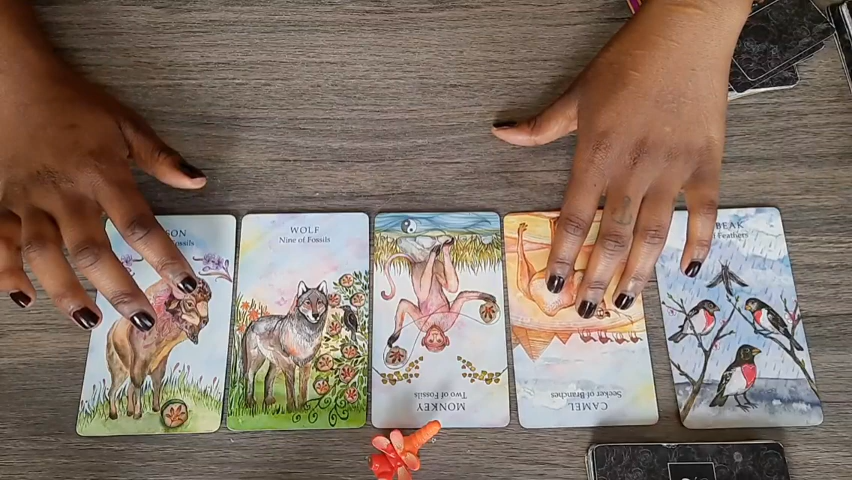 WOLF
Nine of Fossils
MONKEY
Two of Fossils
CAMEL
Seeker of Branches
BEAK
Feathers